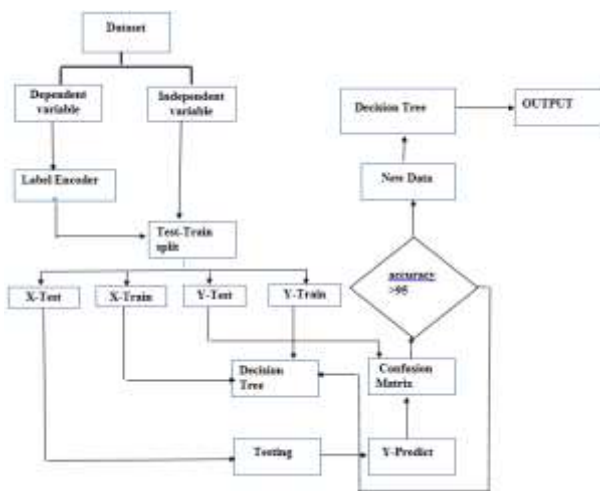 Dataset
Dependent
variable
Independent
variable
Decision Tree
OUTPUT
Label Encoder
New Data
Test-Train
split
accuracy
>95
X-Test
X-Train
Y-Test
Y-Train
Decision
Tree
Confusion
Matrix
Testing
Y-Predict